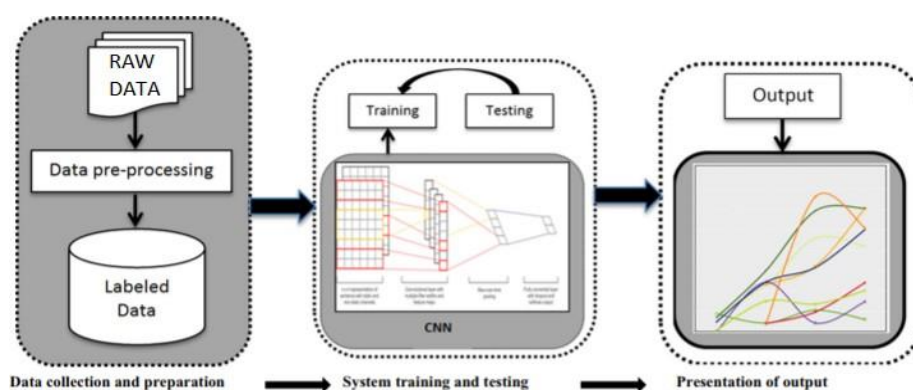 RAW
DATA
Data pre-processing
Labeled
Data
Training
Testing
CNN
Output
Data collection and preparation
System training and testing
Presentation of output